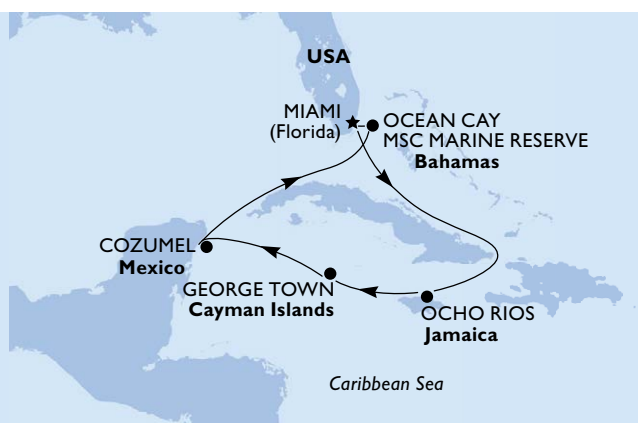 USA
MIAMI
(Florida)
OCEAN CAY
MSC MARINE RESERVE
Bahamas
COZUMEL
Mexico
GEORGE TOWN
Cayman Islands
OCHO RIOS
Jamaica
Caribbean Sea